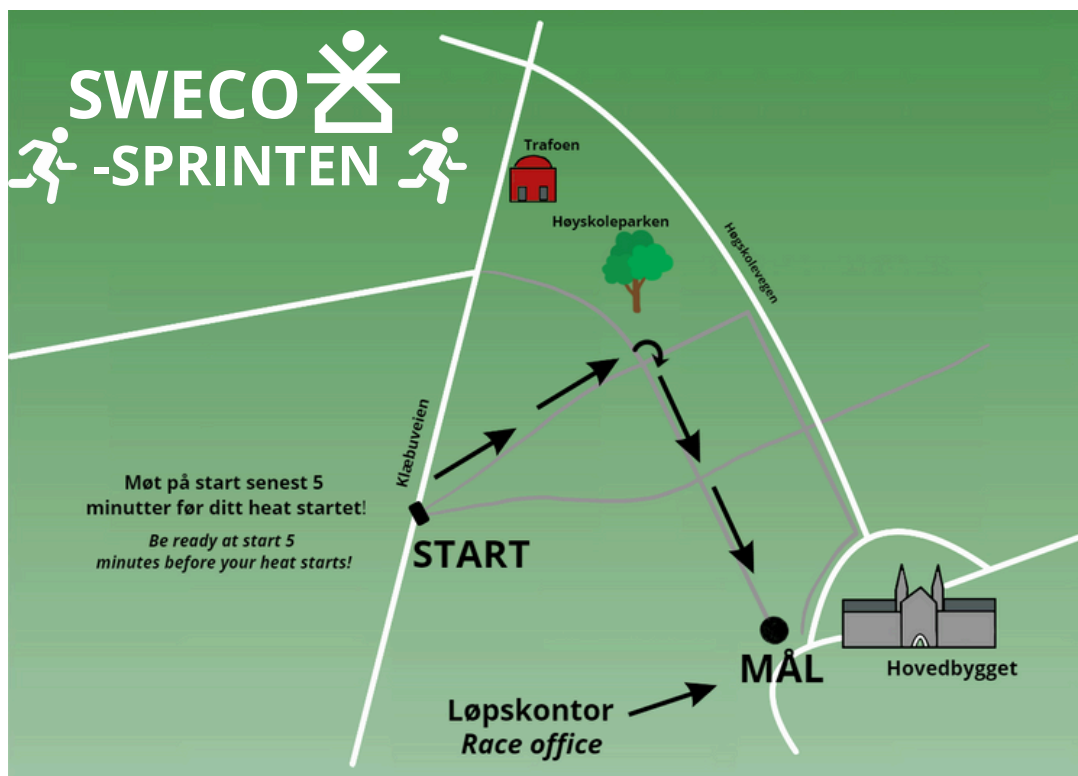 SWECO
-SPRINTEN
Trafoen
Høyskoleparken
Høgskolevegen
Klæbuveien
Møt på start senest 5
minutter før ditt heat startet!
Be ready at start 5
minutes before your heat starts!
START
MÅL
Hovedbygget
Løpskontor
Race office